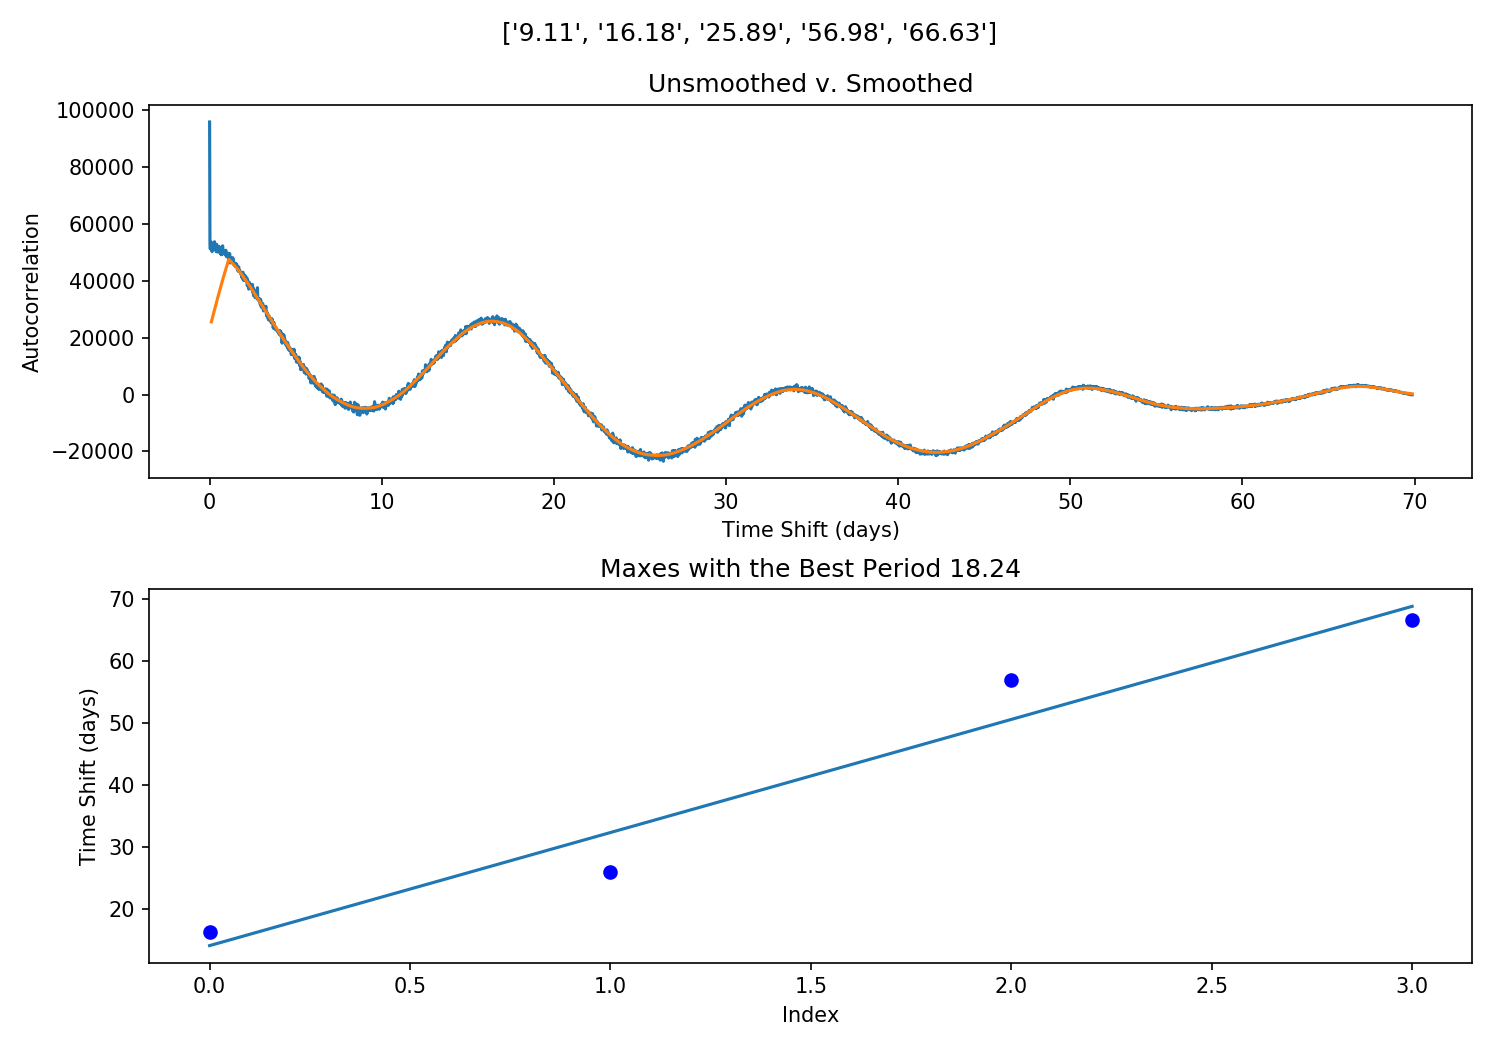 ['9.11', '16.18', '25.89', '56.98', '66.63']
Unsmoothed v. Smoothed
100000
80000
60000
40000
20000
0
−20000
Autocorrelation
0 10 20 30 40 50 60 70
Time Shift (days)
Maxes with the Best Period 18.24
70
60
50
40
30
20
Time Shift (days)
0.0 0.5 1.0 1.5 2.0 2.5 3.0
Index